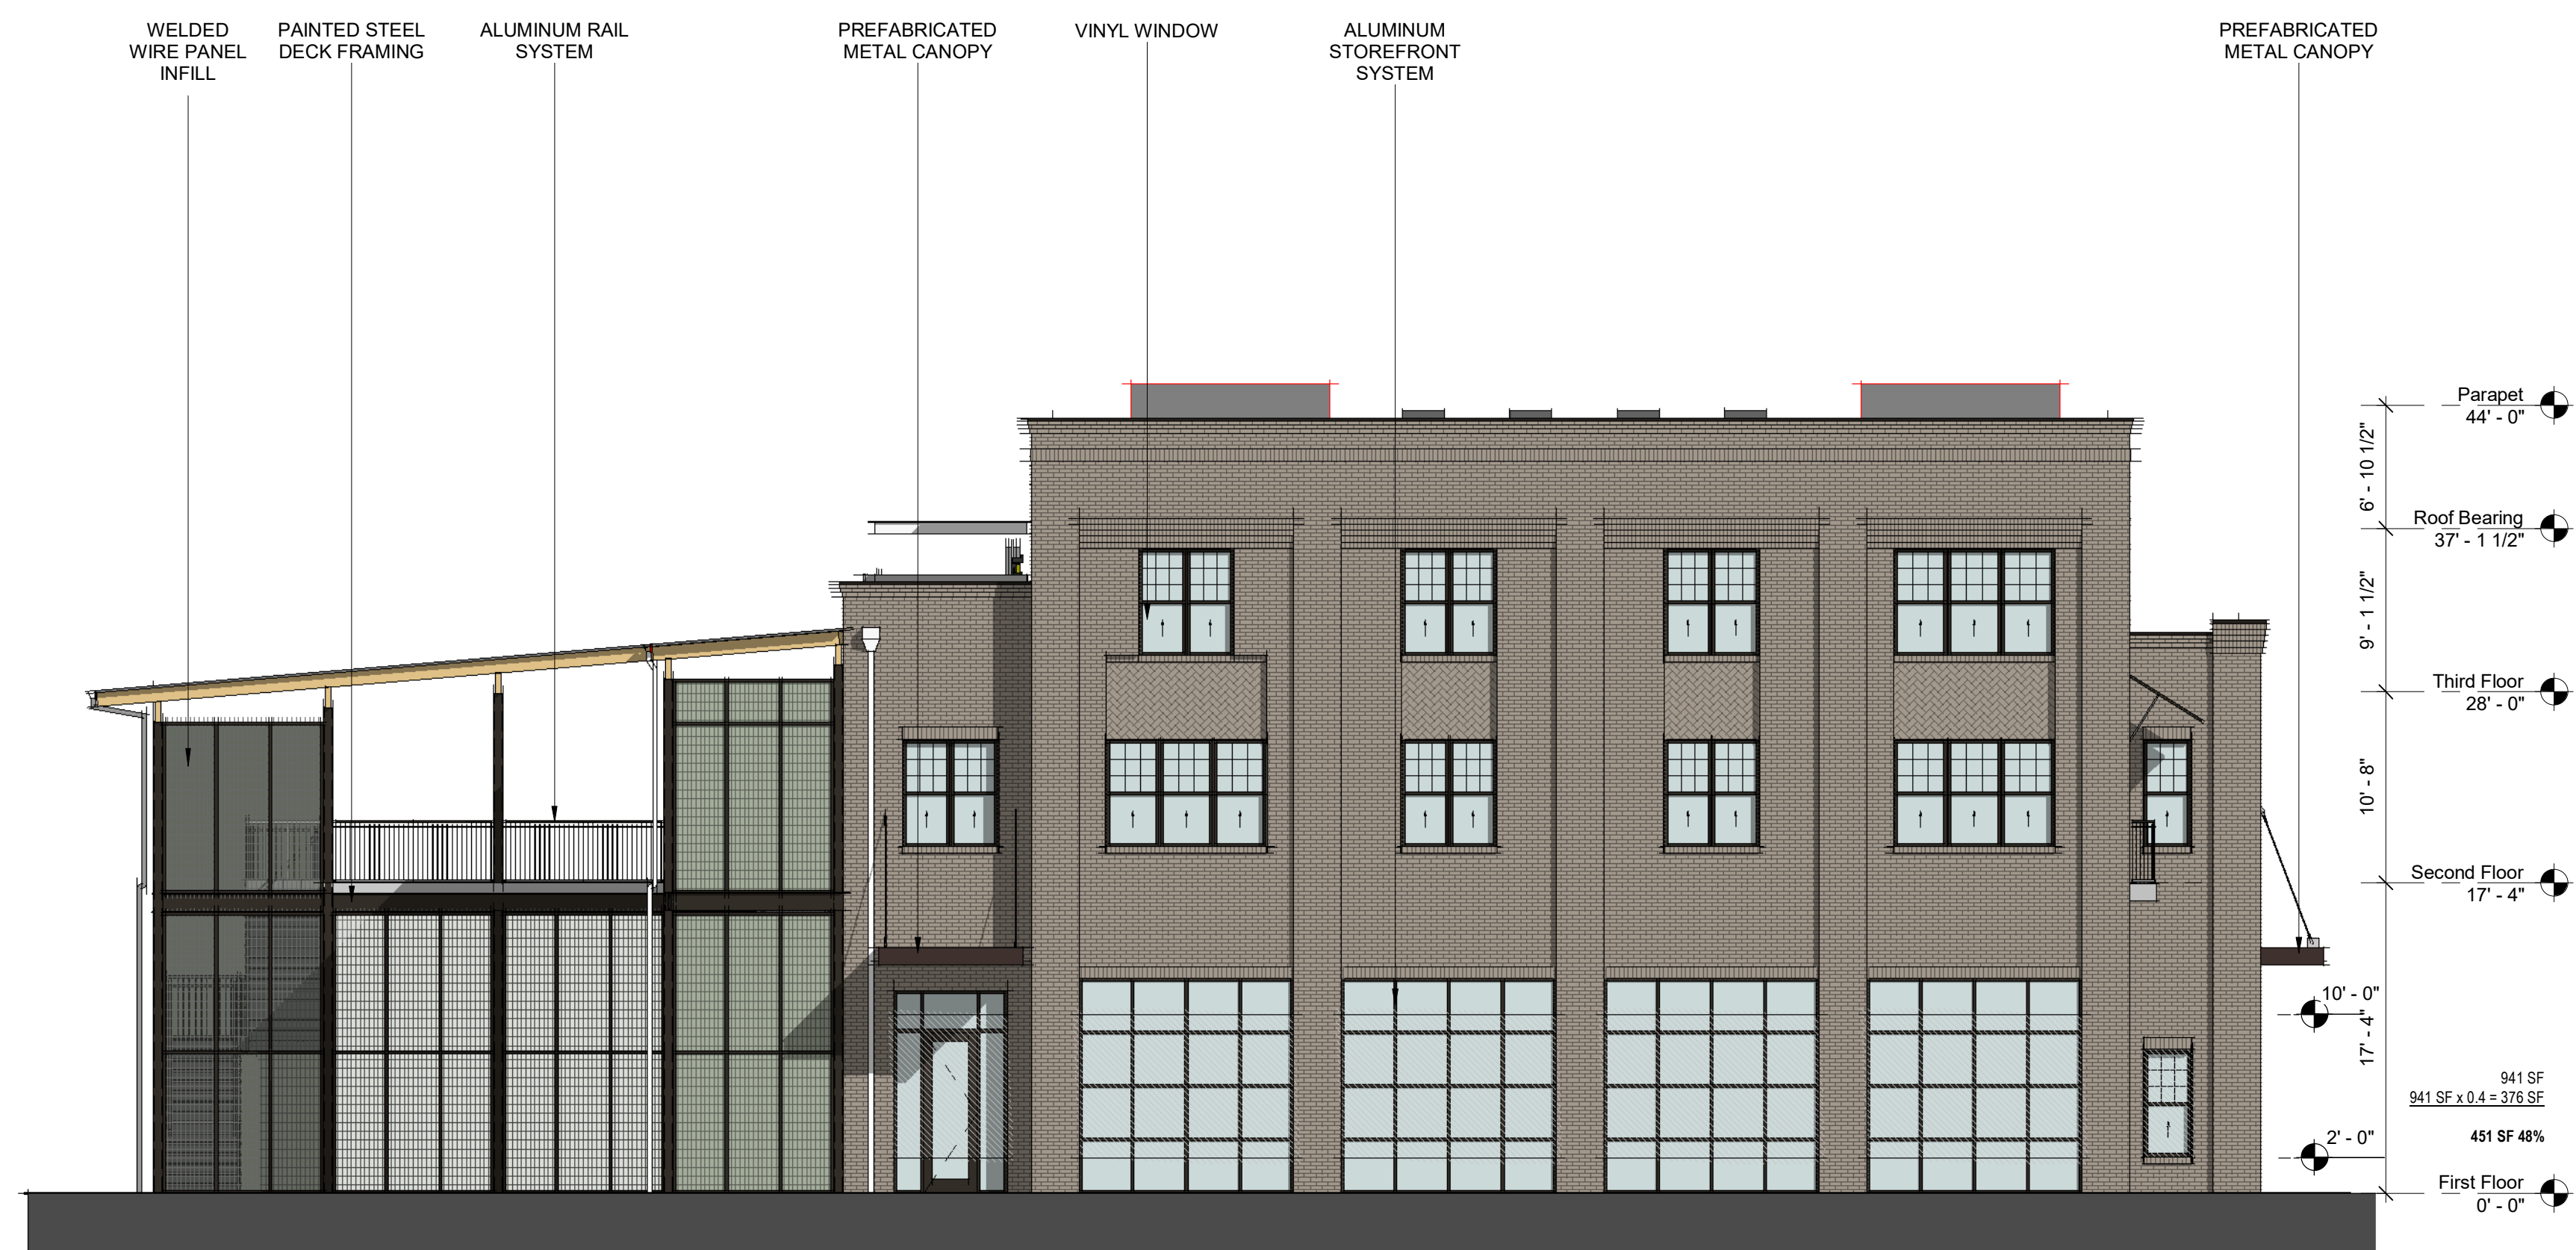 WELDED
WIRE PANEL
INFILL
PAINTED STEEL
DECK FRAMING
ALUMINUM RAIL
SYSTEM
PREFABRICATED
METAL CANOPY
VINYL WINDOW
ALUMINUM
STOREFRONT
SYSTEM
PREFABRICATED
METAL CANOPY
Parapet
44' - 0"
6' - 10 1/2"
Roof Bearing
37' - 1 1/2"
9' - 1 1/2"
Third Floor
28' - 0"
10' - 8"
Second Floor
17' - 4"
10' - 0"
17' - 4"
941 SF
941 SF x 0.4 = 376 SF
451 SF 48%
2' - 0"
First Floor
0' - 0"